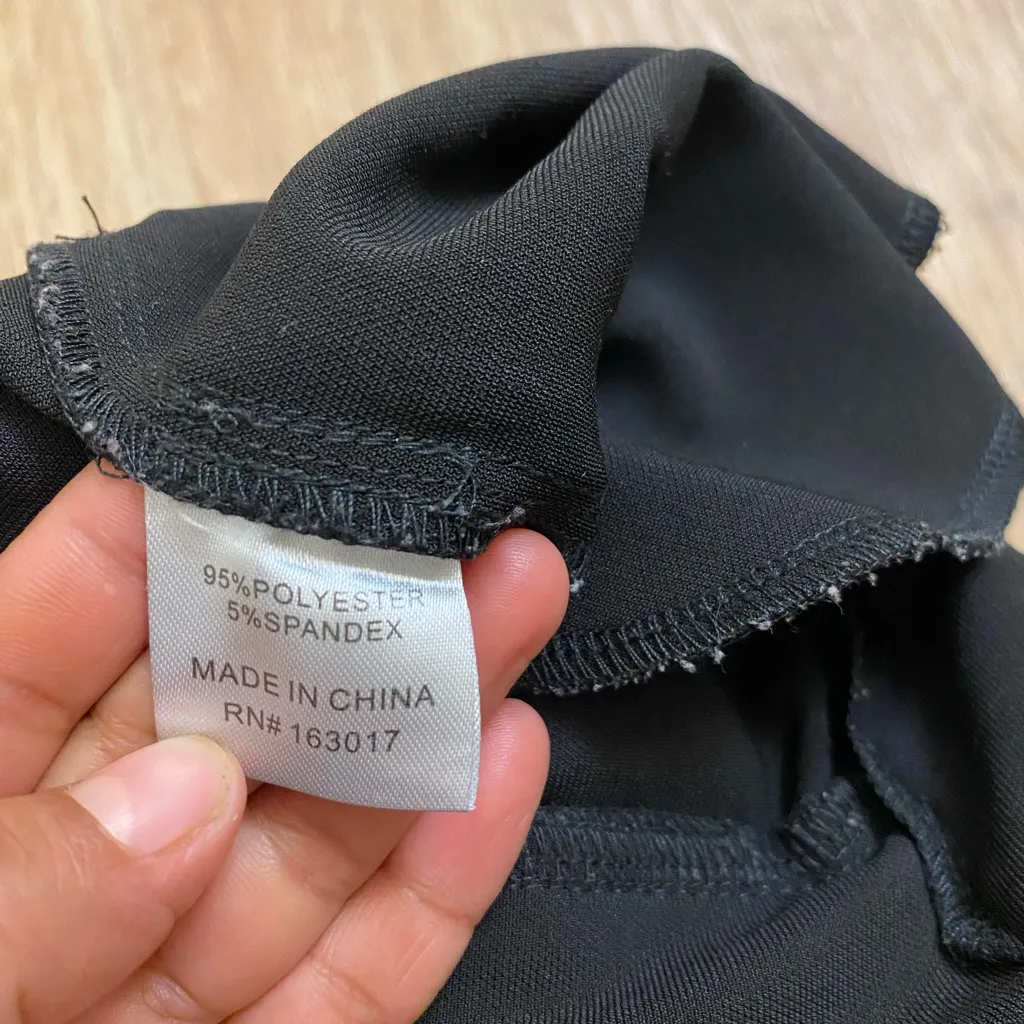 95%POLYESTER
5%SPANDEX
MADE IN CHINA
RN# 163017